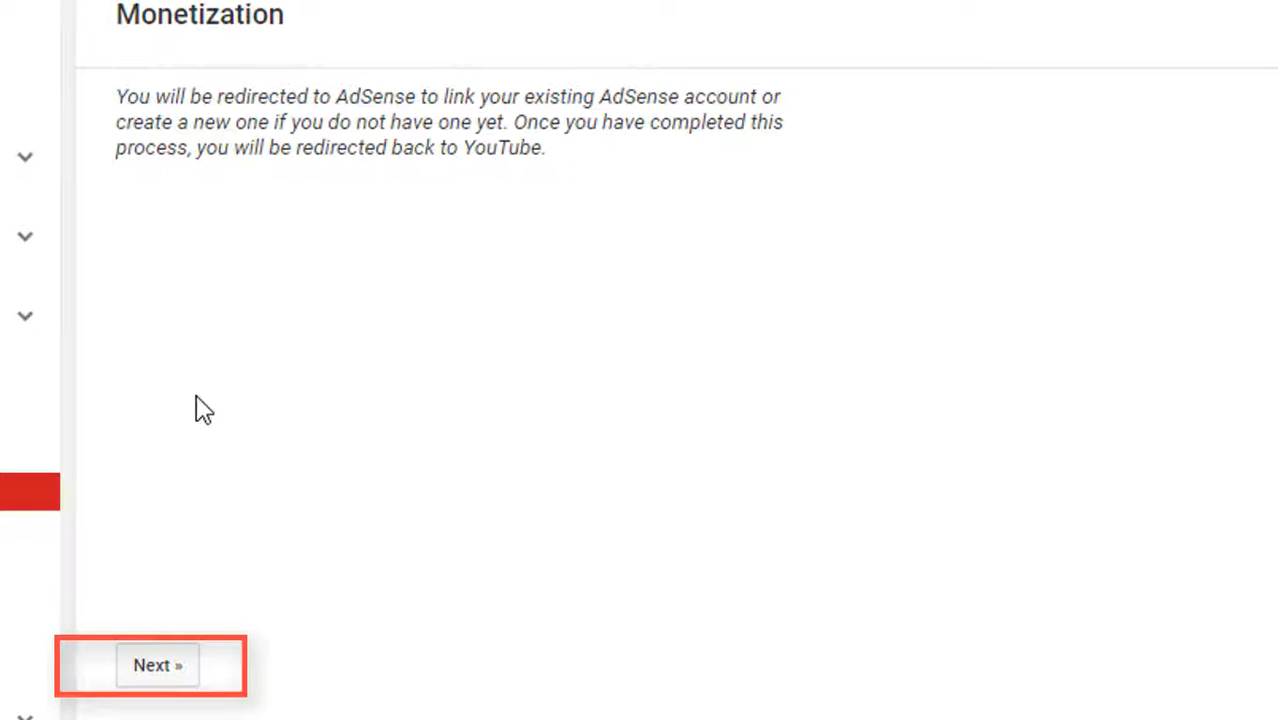 Monetization
You will be redirected to AdSense to link your existing AdSense account or
create a new one if you do not have one yet. Once you have completed this
process, you will be redirected back to YouTube.
Next »